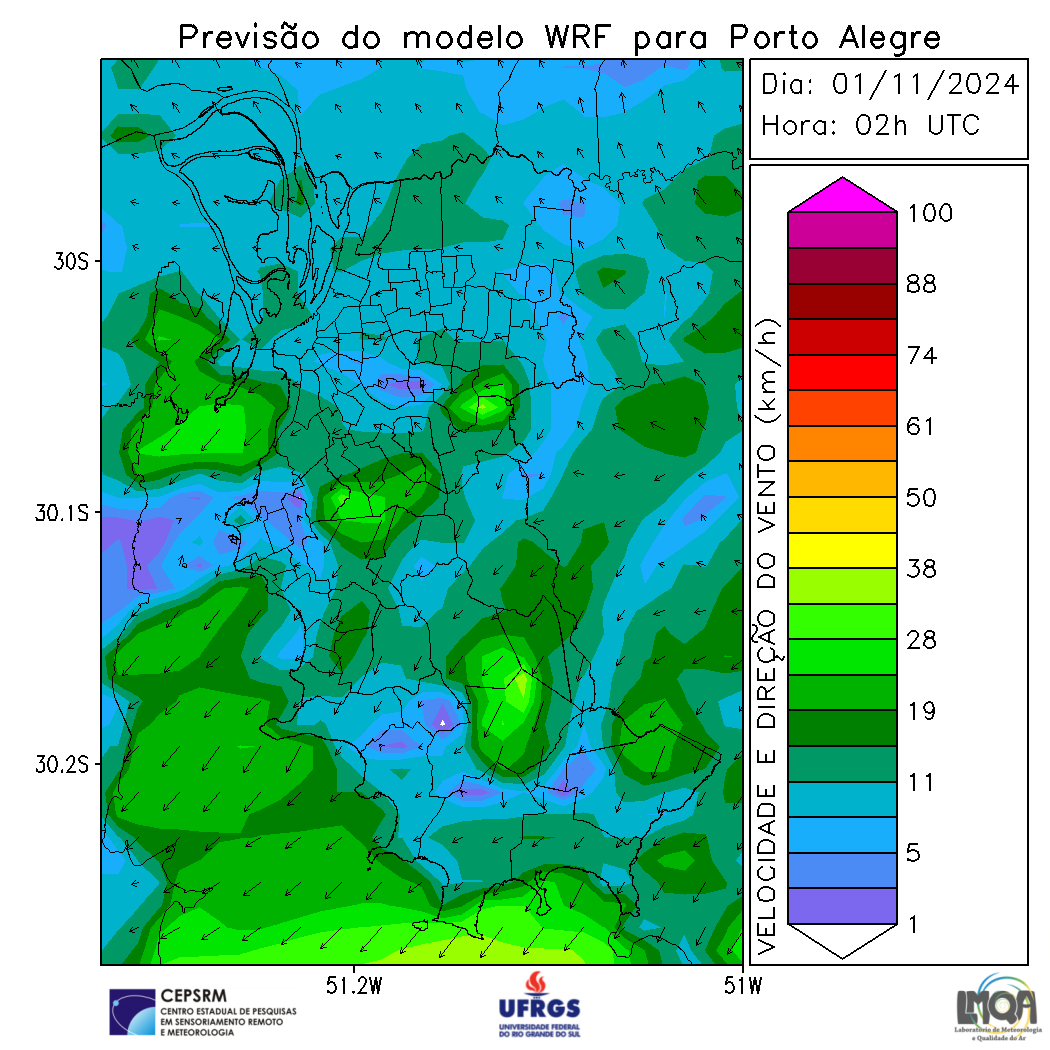 Previsão do modelo WRF para Porto Alegre
Dia: 01/11/2024
Hora: 02h UTC
30S
30.1S
30.2S
51.2W
51W
VELOCIDADE E DIREÇÃO DO VENTO (km/h)
100
88
74
61
50
38
28
19
11
5
1
CEPSRM
CENTRO ESTADUAL DE PESQUISAS
EM SENSORIAMENTO REMOTO
E METEOROLOGIA
UFRGS
UNIVERSIDADE FEDERAL
DO RIO GRANDE DO SUL
LMQA
Laboratório de Meteorologia
e Qualidade do Ar